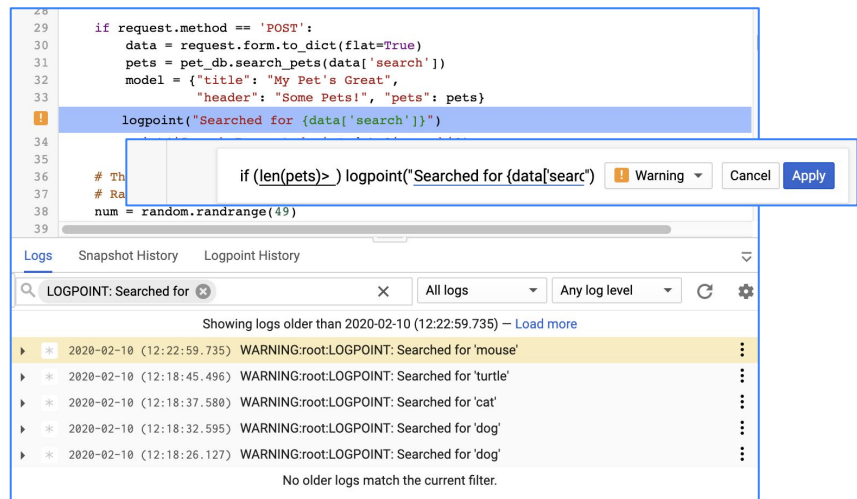 28
29 if request.method == 'POST':
30 data = request.form.to_dict(flat=True)
31 pets = pet_db.search_pets(data['search'])
32 model = {"title": "My Pet's Great",
33 "header": "Some Pets!", "pets": pets}
! logpoint("Searched for {data['search']}")
34
35
if (len(pets)> ) logpoint("Searched for {data['searc") ! Warning Cancel Apply
36 # Th
37 # Ra
38 num = random.randrange(49)
39
Logs Snapshot History Logpoint History
LOGPOINT: Searched for All logs Any log level
Showing logs older than 2020-02-10 (12:22:59.735) — Load more
2020-02-10 (12:22:59.735) WARNING:root:LOGPOINT: Searched for 'mouse'
2020-02-10 (12:18:45.496) WARNING:root:LOGPOINT: Searched for 'turtle'
2020-02-10 (12:18:37.580) WARNING:root:LOGPOINT: Searched for 'cat'
2020-02-10 (12:18:32.595) WARNING:root:LOGPOINT: Searched for 'dog'
2020-02-10 (12:18:26.127) WARNING:root:LOGPOINT: Searched for 'dog'
No older logs match the current filter.